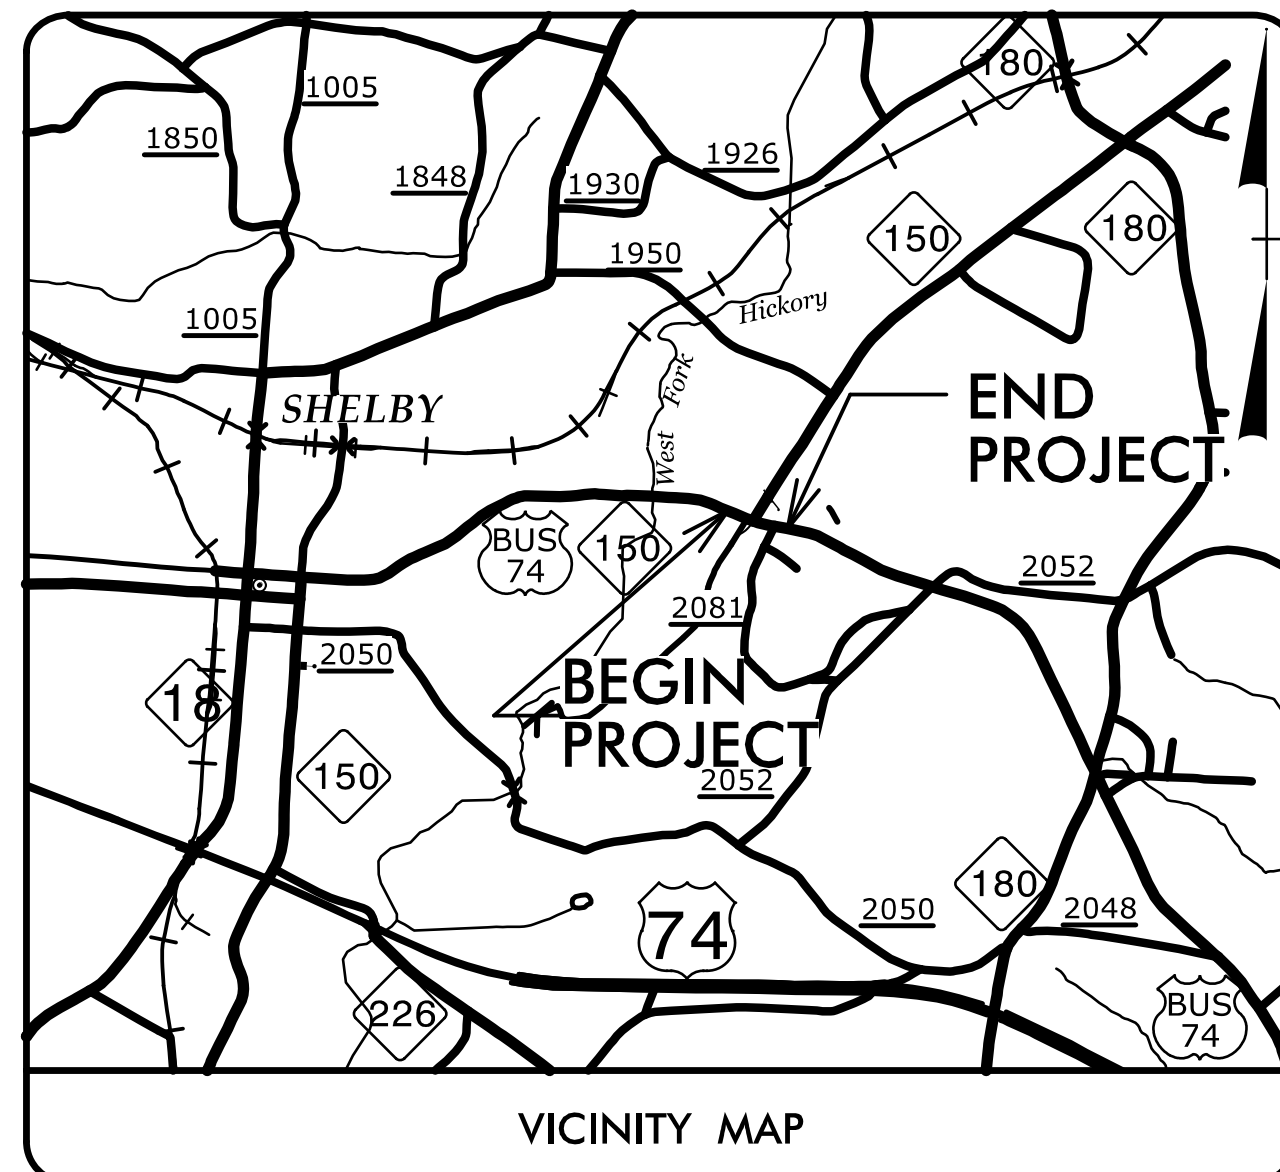 180
1005
1850
1926
1848
1930
150
180
1950
Hickory
1005
West Fork
END
PROJECT
SHELBY
BUS
74
150
2052
2081
2050
BEGIN
PROJECT
18
150
2052
180
2050
2048
74
226
BUS
74
VICINITY MAP